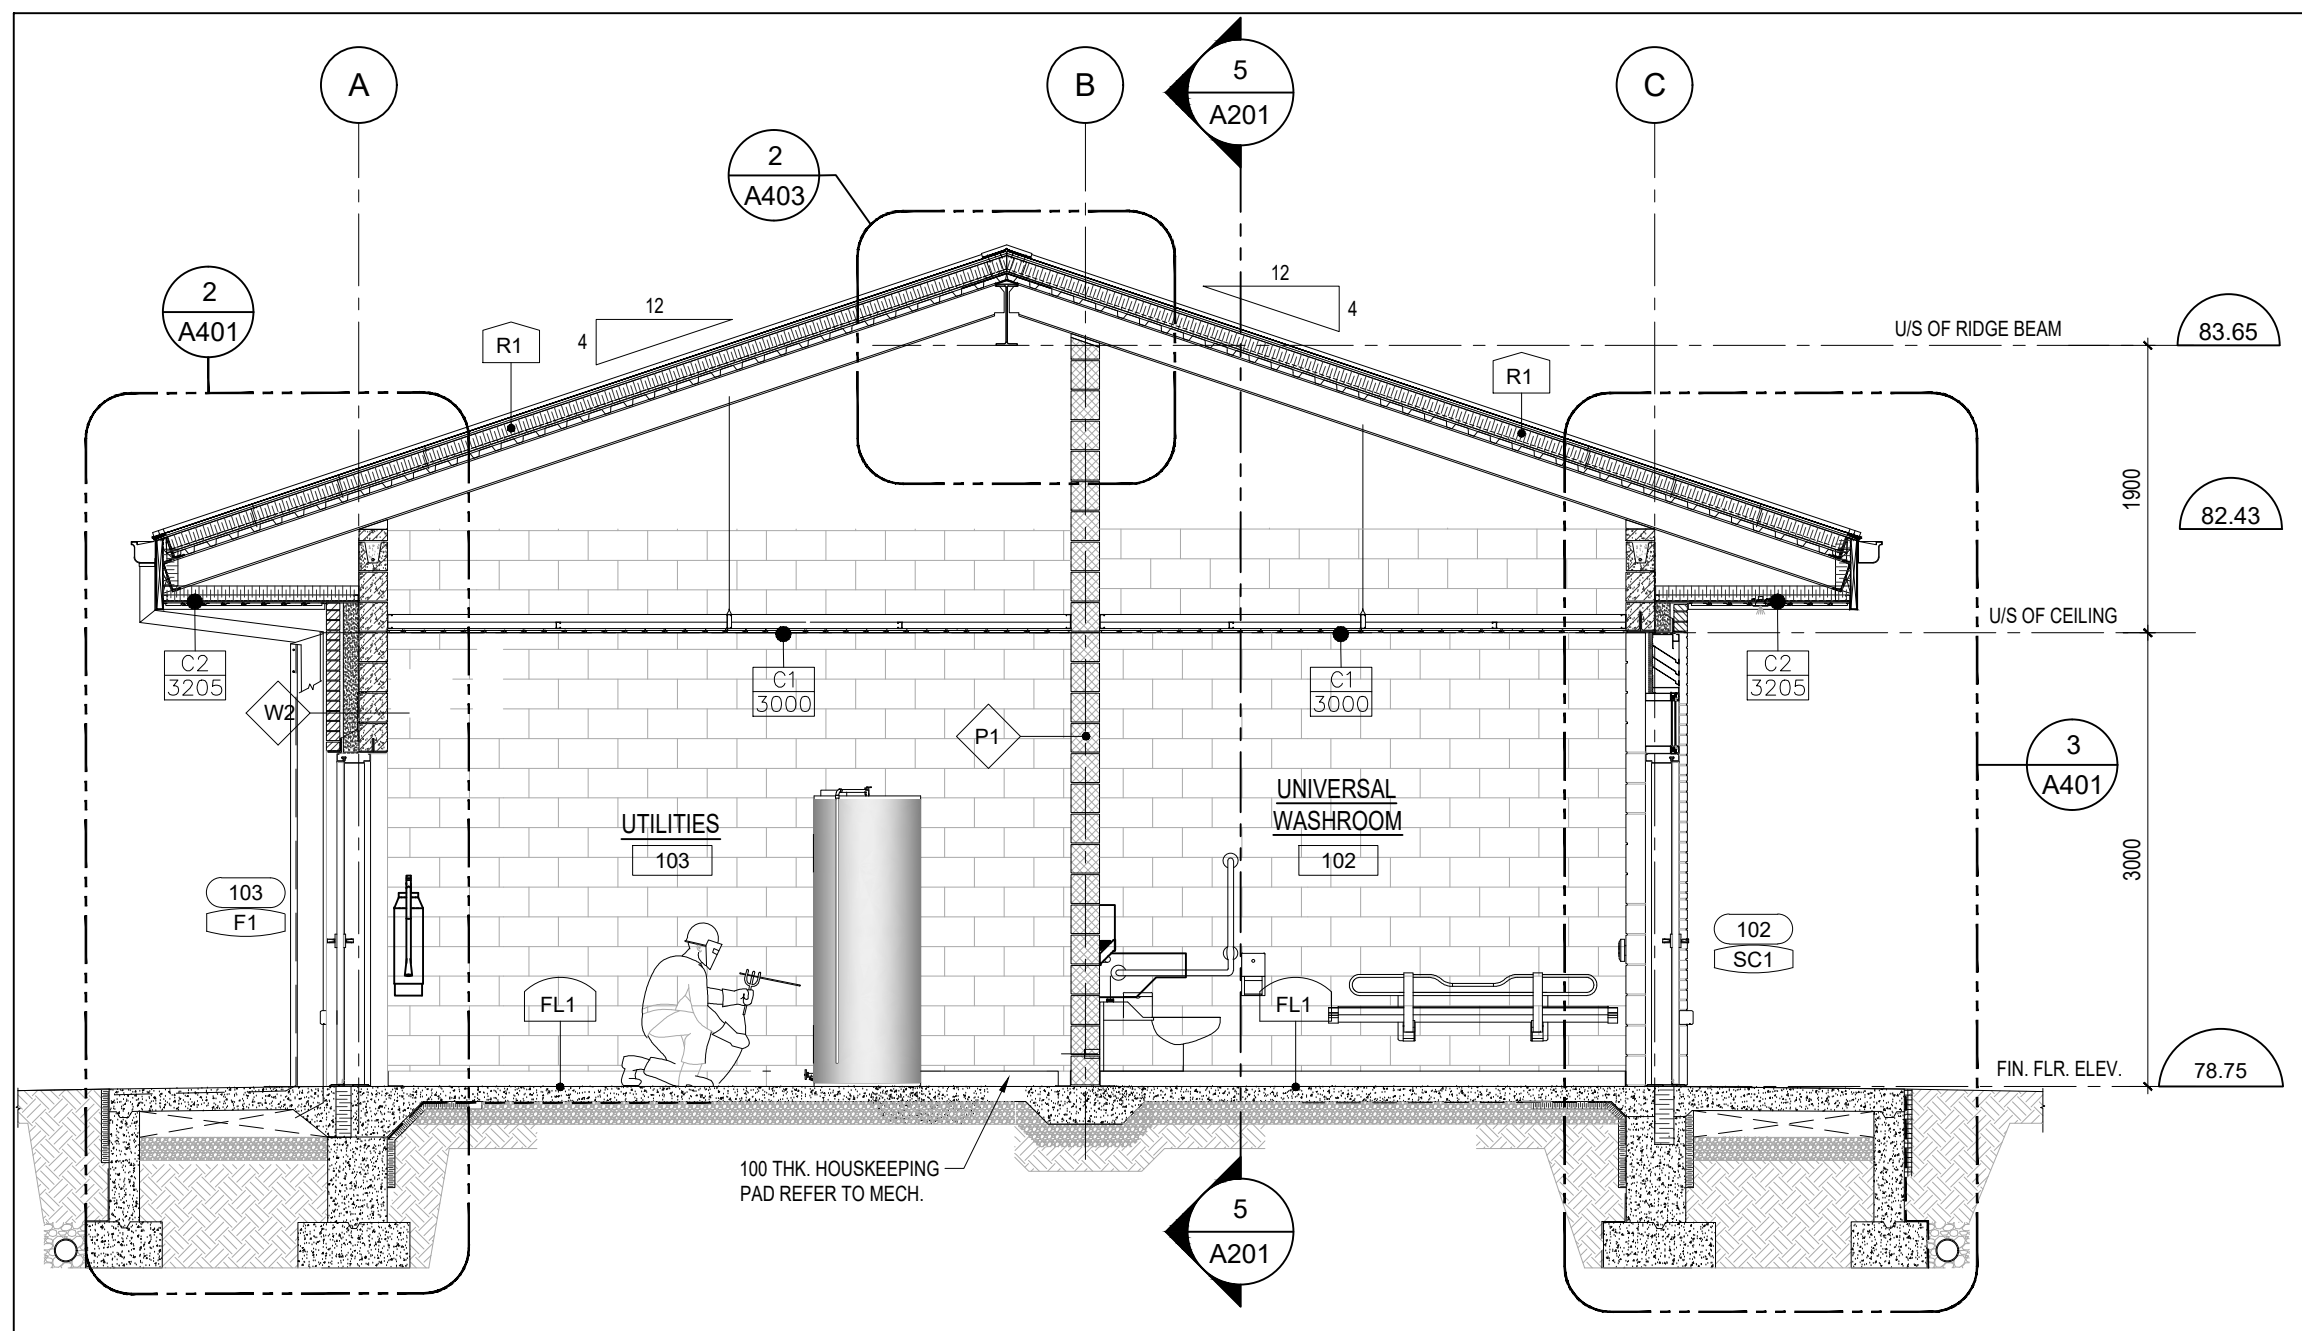 A
B
C
5
A201
2
A403
2
A401
12
4
12
4
R1
R1
U/S OF RIDGE BEAM
83.65
1900
82.43
U/S OF CEILING
C2
3205
C1
3000
C1
3000
C2
3205
W2
P1
3
A401
UTILITIES
103
UNIVERSAL
WASHROOM
102
3000
103
F1
102
SC1
FL1
FL1
FIN. FLR. ELEV.
78.75
100 THK. HOUSKEEPING
PAD REFER TO MECH.
5
A201